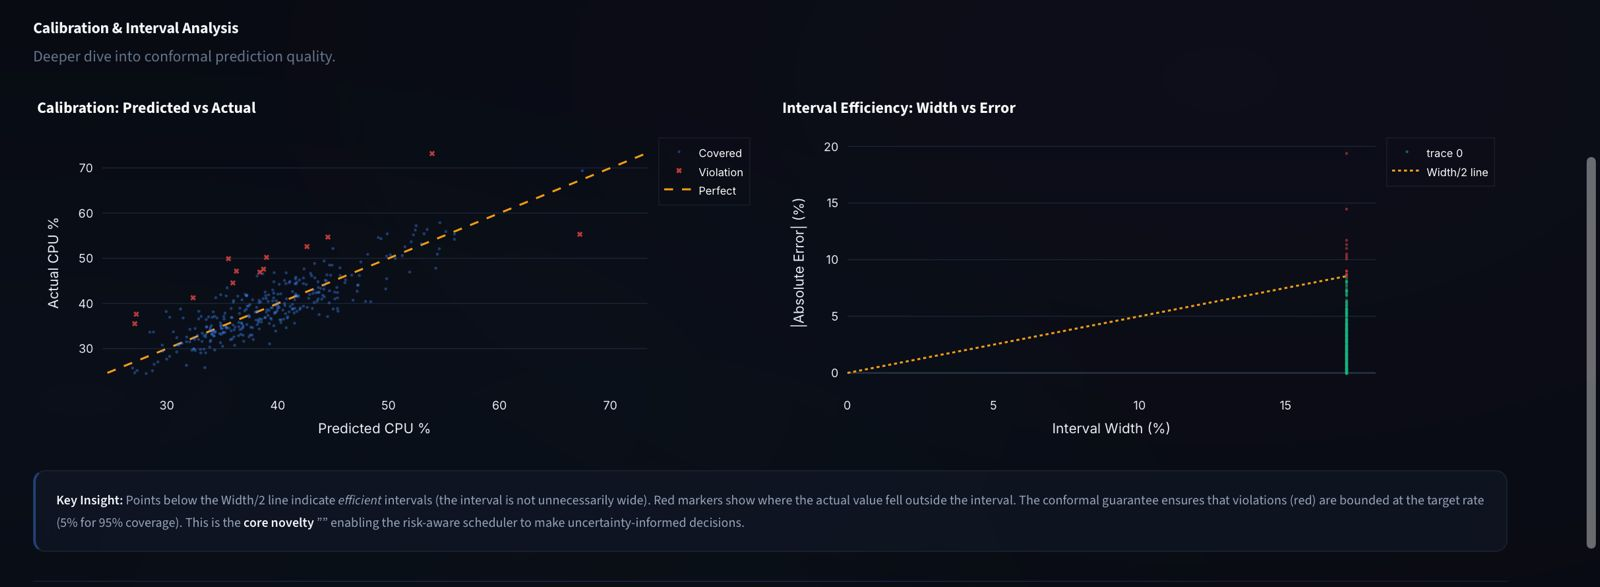 Calibration & Interval Analysis
Deeper dive into conformal prediction quality.
Calibration: Predicted vs Actual
70
60
50
40
30
Actual CPU %
30 40 50 60 70
Predicted CPU %
Covered
Violation
Perfect
Interval Efficiency: Width vs Error
20
15
10
5
0
|Absolute Error| (%)
0 5 10 15
Interval Width (%)
trace 0
Width/2 line
Key Insight: Points below the Width/2 line indicate efficient intervals (the interval is not unnecessarily wide). Red markers show where the actual value fell outside the interval. The conformal guarantee ensures that violations (red) are bounded at the target rate
(5% for 95% coverage). This is the core novelty "" enabling the risk-aware scheduler to make uncertainty-informed decisions.